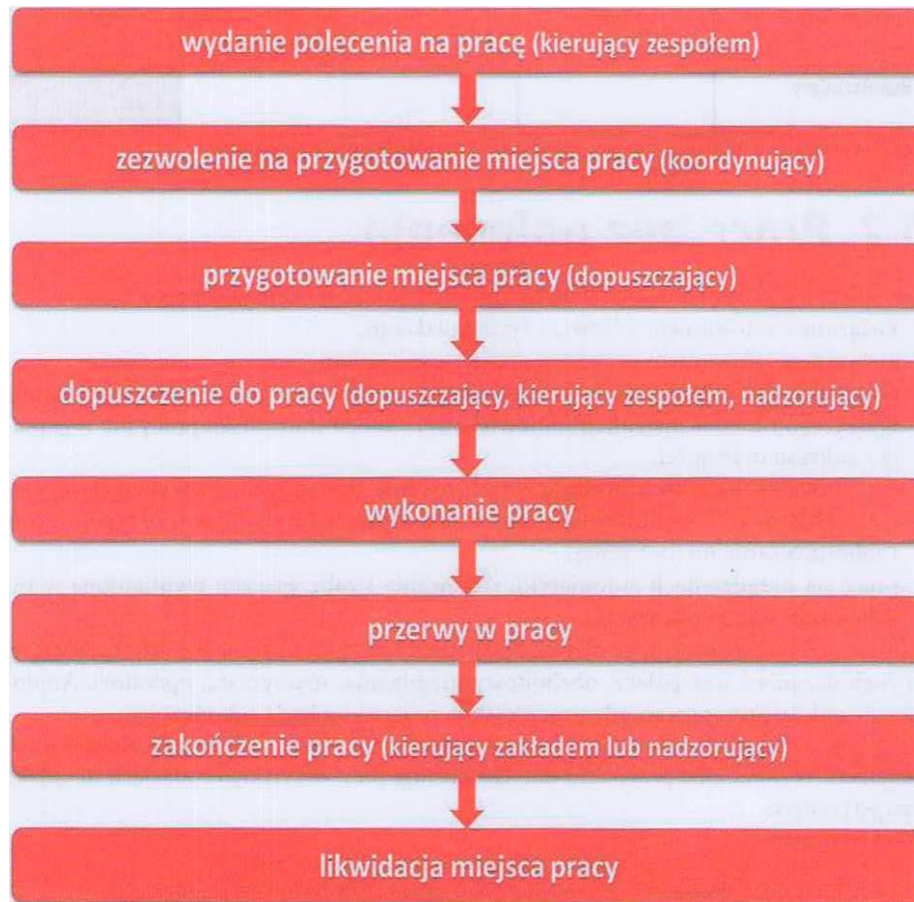 wydanie polecenia na pracę (kierujący zespołem)
zezwolenie na przygotowanie miejsca pracy (koordynujący)
przygotowanie miejsca pracy (dopuszczający)
dopuszczenie do pracy (dopuszczający, kierujący zespołem, nadzorujący)
wykonanie pracy
przerwy w pracy
zakończenie pracy (kierujący zakładem lub nadzorujący)
likwidacja miejsca pracy